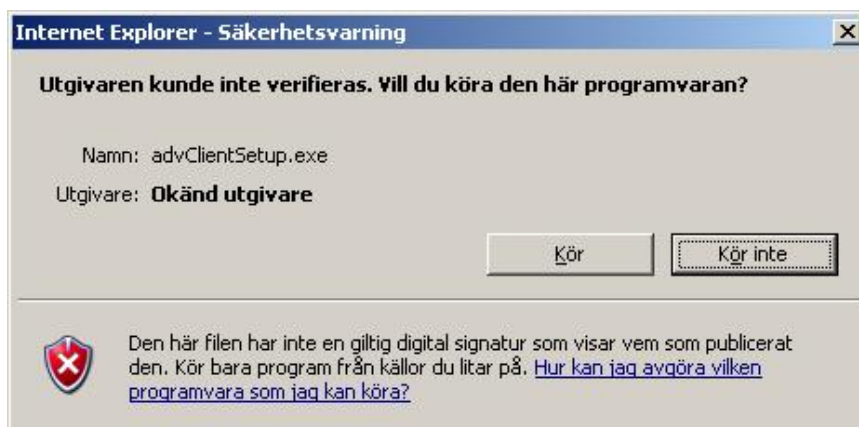 Internet Explorer - Säkerhetsvarning
Utgivaren kunde inte verifieras. Vill du köra den här programvaran?
Namn: advClientSetup.exe
Utgivare: Okänd utgivare
Kör
Kör inte
Den här filen har inte en giltig digital signatur som visar vem som publicerat
den. Kör bara program från källor du litar på. Hur kan jag avgöra vilken
programvara som jag kan köra?